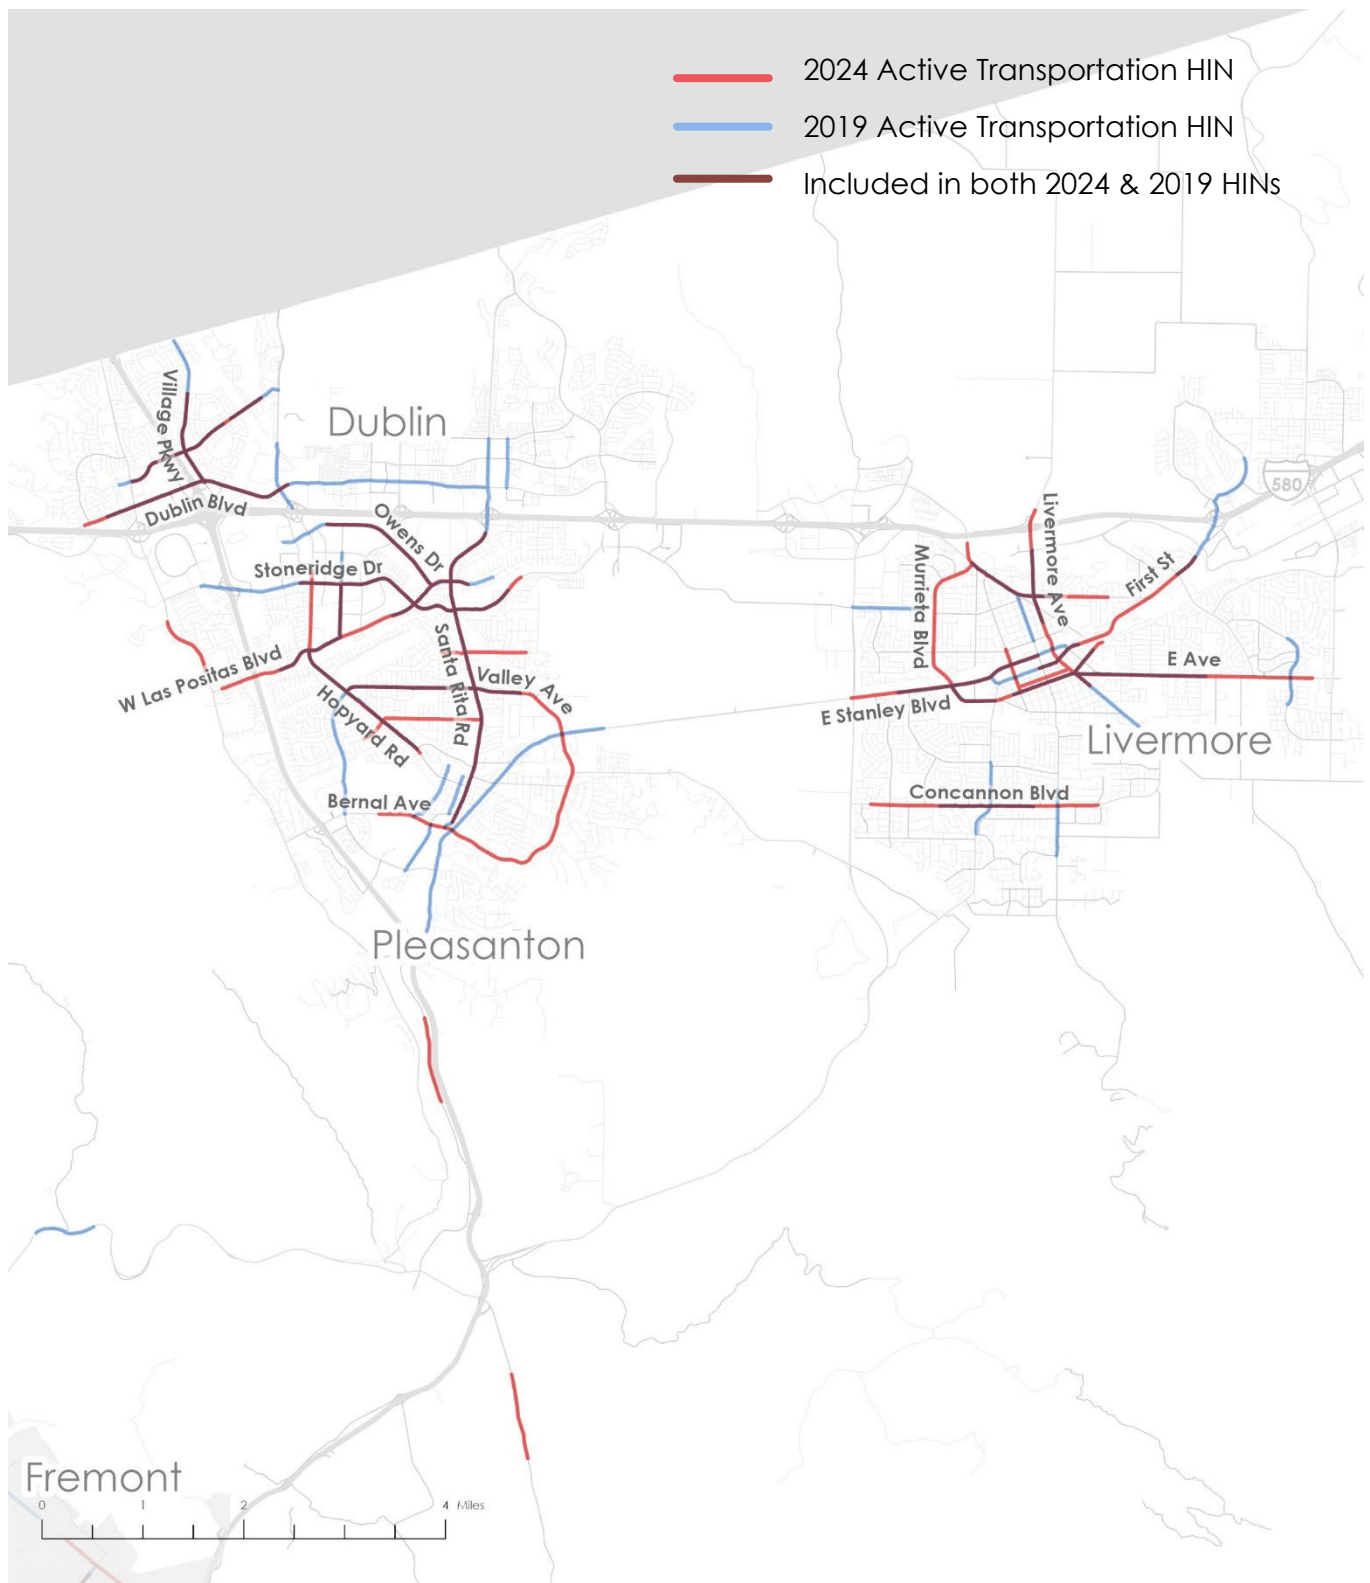 2024 Active Transportation HIN
2019 Active Transportation HIN
Included in both 2024 & 2019 HINs
Village Pkwy
Dublin
Dublin Blvd
Owens Dr
Stoneridge Dr
580
Livermore Ave
Murrieta Blvd
First St
Santa Rita Rd
W Las Positas Blvd
Valley Ave
Hopyard Rd
E Ave
E Stanley Blvd
Livermore
Bernal Ave
Concannon Blvd
Pleasanton
Fremont
0 1 2 4 Miles